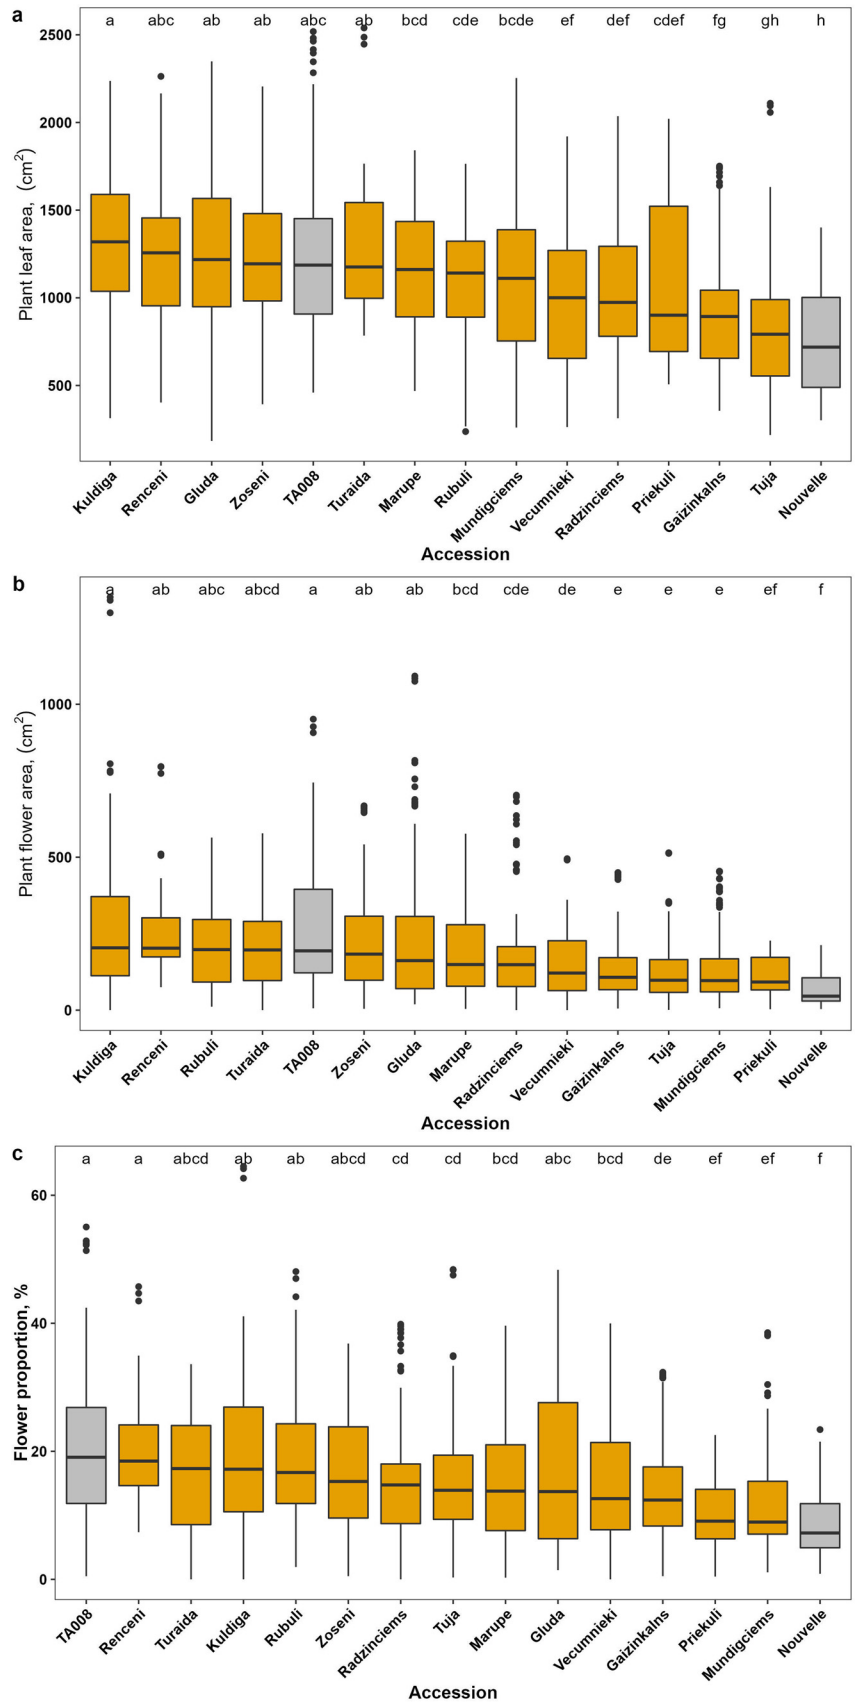 a
a abc ab ab abc ab bcd cde bcde ef def cdef fg gh h
2500
2000
1500
1000
500
Plant leaf area, (cm²)
Kuldiga Renceni Gluda Zoseni TA008 Turaida Marupe Rubuli Mundigciems Vecumnieki Radzinciems Priekuli Gaizinkalns Tuja Nouvelle
Accession
b
a ab abc abcd a ab ab bcd cde de e e e ef f
1000
500
0
Plant flower area, (cm²)
Kuldiga Renceni Rubuli Turaida TA008 Zoseni Gluda Marupe Radzinciems Vecumnieki Gaizinkalns Tuja Mundigciems Priekuli Nouvelle
Accession
c
a a abcd ab ab abcd cd cd bcd abc bcd de ef ef f
60
40
20
0
Flower proportion, %
TA008 Renceni Turaida Kuldiga Rubuli Zoseni Radzinciems Tuja Marupe Gluda Vecumnieki Gaizinkalns Priekuli Mundigciems Nouvelle
Accession